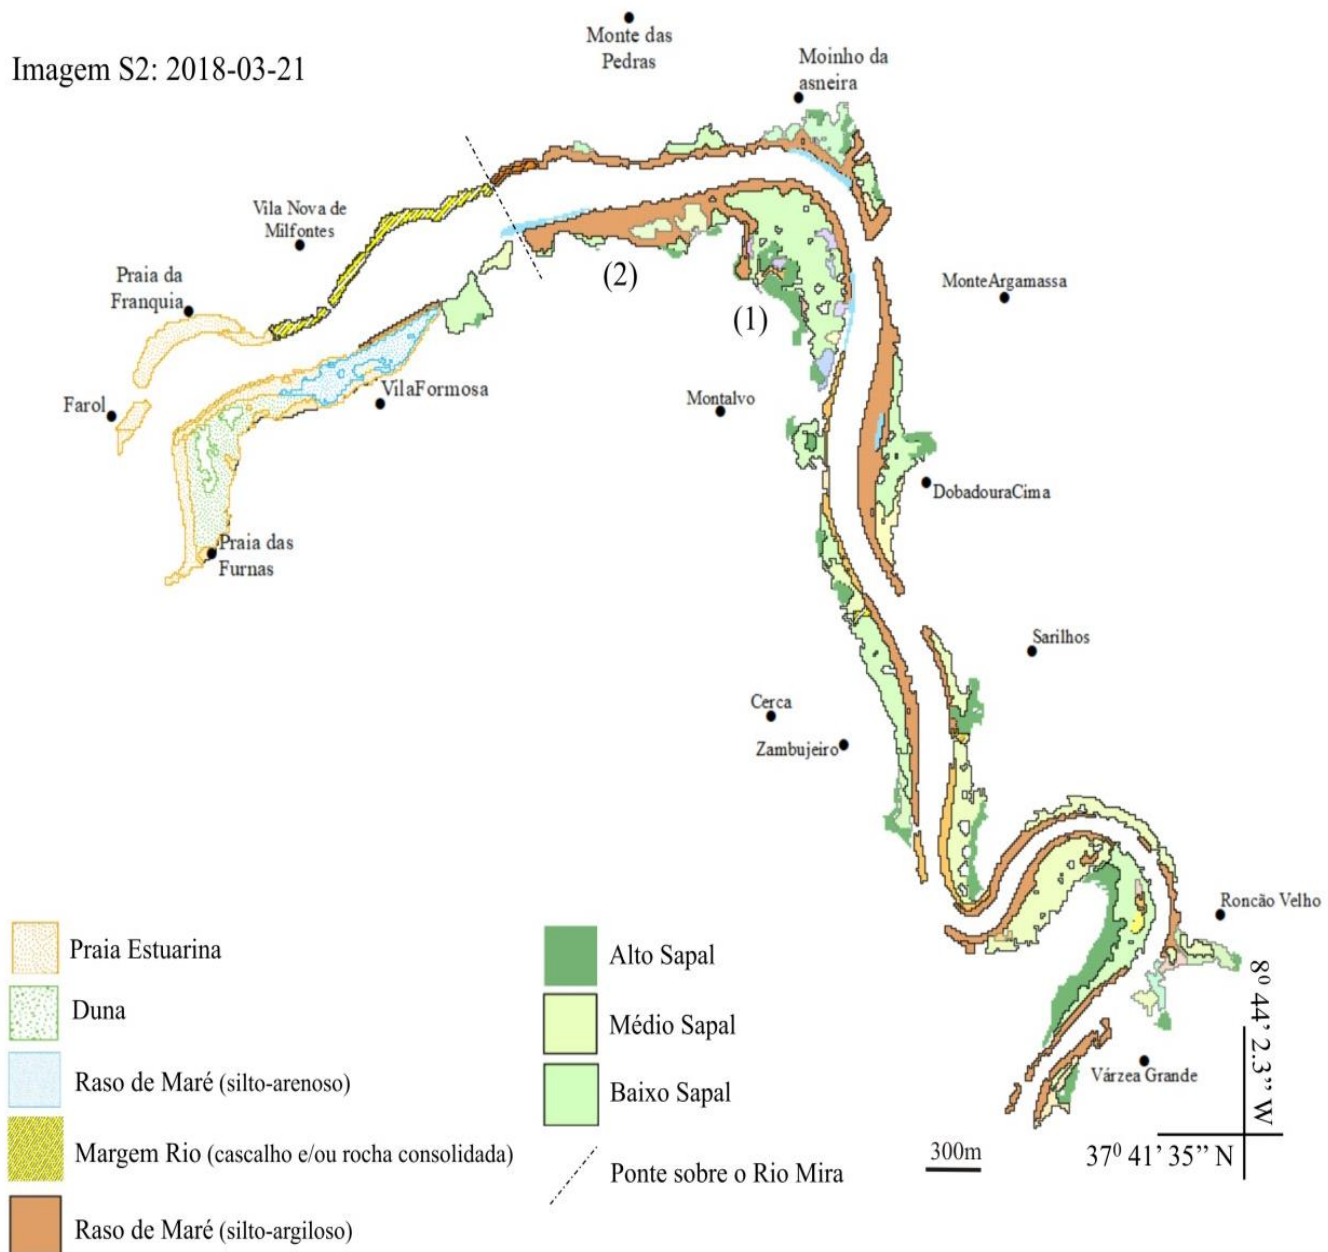 Imagem S2: 2018-03-21
Monte das
Pedras
Moinho da
asneira
Vila Nova de
Milfontes
Praia da
Franquia
Farol
VilaFormosa
Praia das
Furnas
(2)
(1)
MonteArgamassa
Montalvo
DobadouraCima
Sarilhos
Cerca
Zambujeiro
Roncão Velho
Várzea Grande
8⁰ 44’ 2.3’’ W
37⁰ 41’ 35’’ N
300m
Praia Estuarina
Duna
Raso de Maré (silto-arenoso)
Margem Rio (cascalho e/ou rocha consolidada)
Raso de Maré (silto-argiloso)
Alto Sapal
Médio Sapal
Baixo Sapal
Ponte sobre o Rio Mira